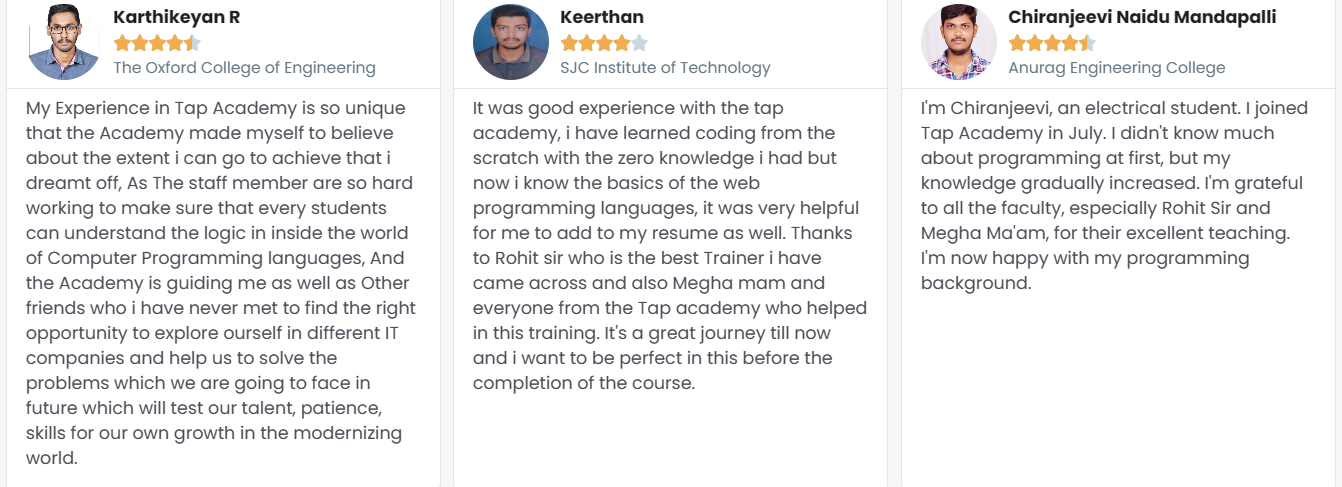 Karthikeyan R
The Oxford College of Engineering
My Experience in Tap Academy is so unique
that the Academy made myself to believe
about the extent i can go to achieve that i
dreamt off, As The staff member are so hard
working to make sure that every students
can understand the logic in inside the world
of Computer Programming languages, And
the Academy is guiding me as well as Other
friends who i have never met to find the right
opportunity to explore ourself in different IT
companies and help us to solve the
problems which we are going to face in
future which will test our talent, patience,
skills for our own growth in the modernizing
world.
Keerthan
SJC Institute of Technology
It was good experience with the tap
academy, i have learned coding from the
scratch with the zero knowledge i had but
now i know the basics of the web
programming languages, it was very helpful
for me to add to my resume as well. Thanks
to Rohit sir who is the best Trainer i have
came across and also Megha mam and
everyone from the Tap academy who helped
in this training. It's a great journey till now
and i want to be perfect in this before the
completion of the course.
Chiranjeevi Naidu Mandapalli
Anurag Engineering College
I'm Chiranjeevi, an electrical student. I joined
Tap Academy in July. I didn't know much
about programming at first, but my
knowledge gradually increased. I'm grateful
to all the faculty, especially Rohit Sir and
Megha Ma'am, for their excellent teaching.
I'm now happy with my programming
background.